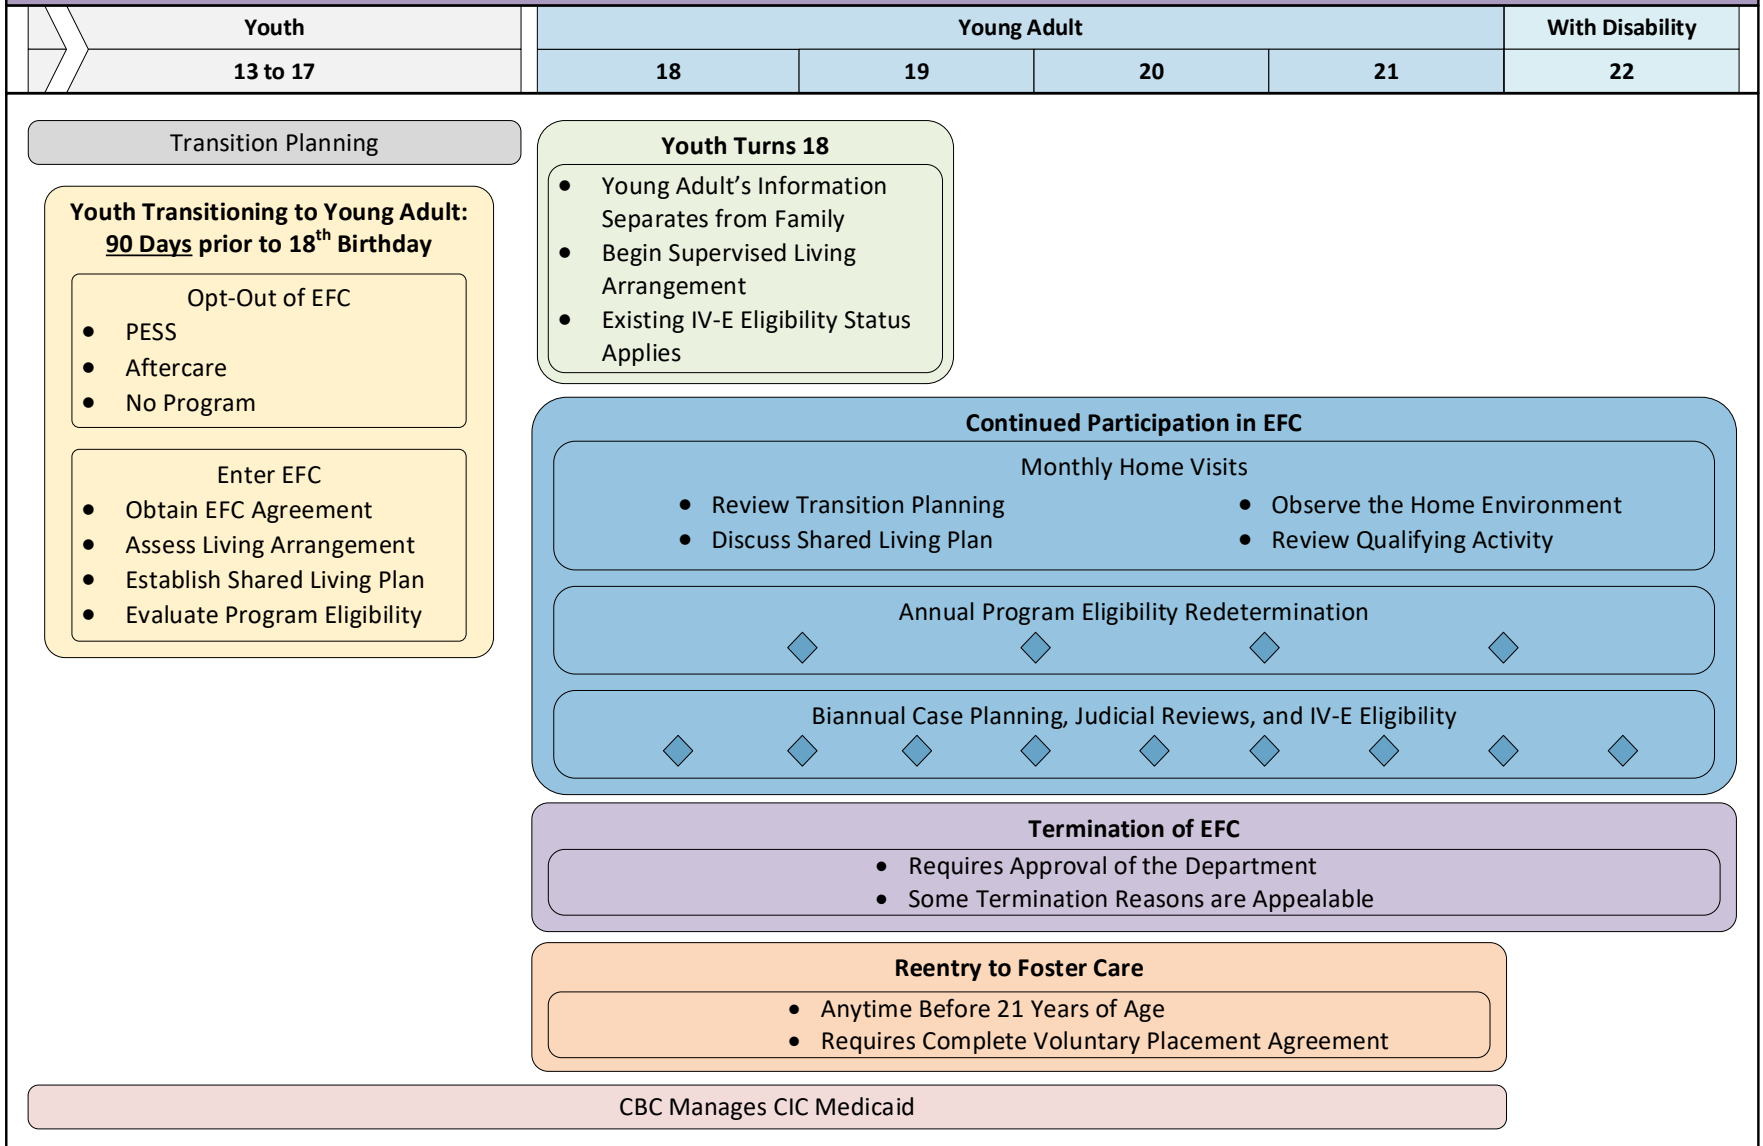 Youth
Young Adult
With Disability
13 to 17
18
19
20
21
22
Transition Planning
Youth Transitioning to Young Adult:
90 Days prior to 18th Birthday
Opt-Out of EFC
• PESS
• Aftercare
• No Program
Enter EFC
• Obtain EFC Agreement
• Assess Living Arrangement
• Establish Shared Living Plan
• Evaluate Program Eligibility
Youth Turns 18
• Young Adult’s Information
Separates from Family
• Begin Supervised Living
Arrangement
• Existing IV-E Eligibility Status
Applies
Continued Participation in EFC
Monthly Home Visits
• Review Transition Planning
• Discuss Shared Living Plan
• Observe the Home Environment
• Review Qualifying Activity
Annual Program Eligibility Redetermination
Biannual Case Planning, Judicial Reviews, and IV-E Eligibility
Termination of EFC
• Requires Approval of the Department
• Some Termination Reasons are Appealable
Reentry to Foster Care
• Anytime Before 21 Years of Age
• Requires Complete Voluntary Placement Agreement
CBC Manages CIC Medicaid